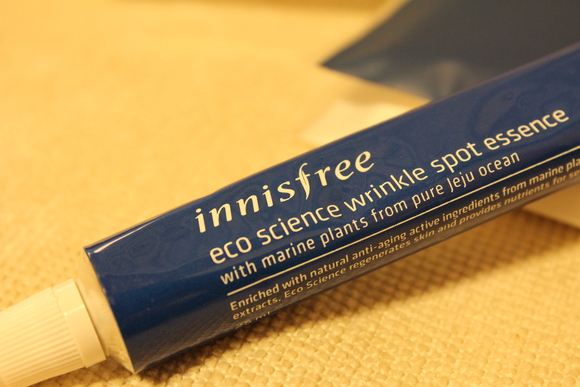 innisfree
eco science wrinkle spot essence
with marine plants from pure Jeju ocean
Enriched with natural anti-aging active ingredients from marine
extracts, Eco Science regenerates skin and provides nutrients for
ml